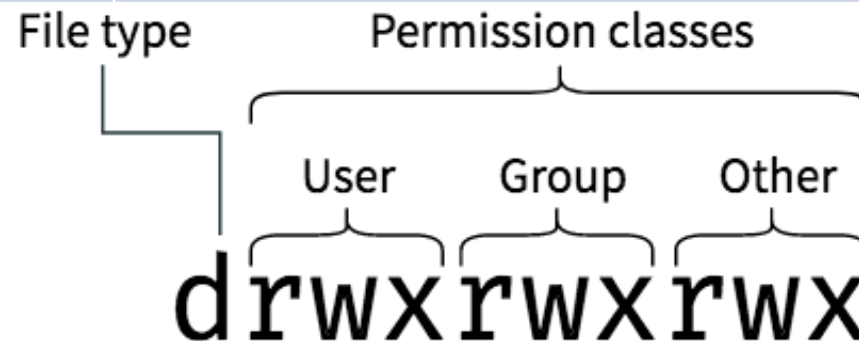 File type Permission classes
User Group Other
drwxrwxrwx